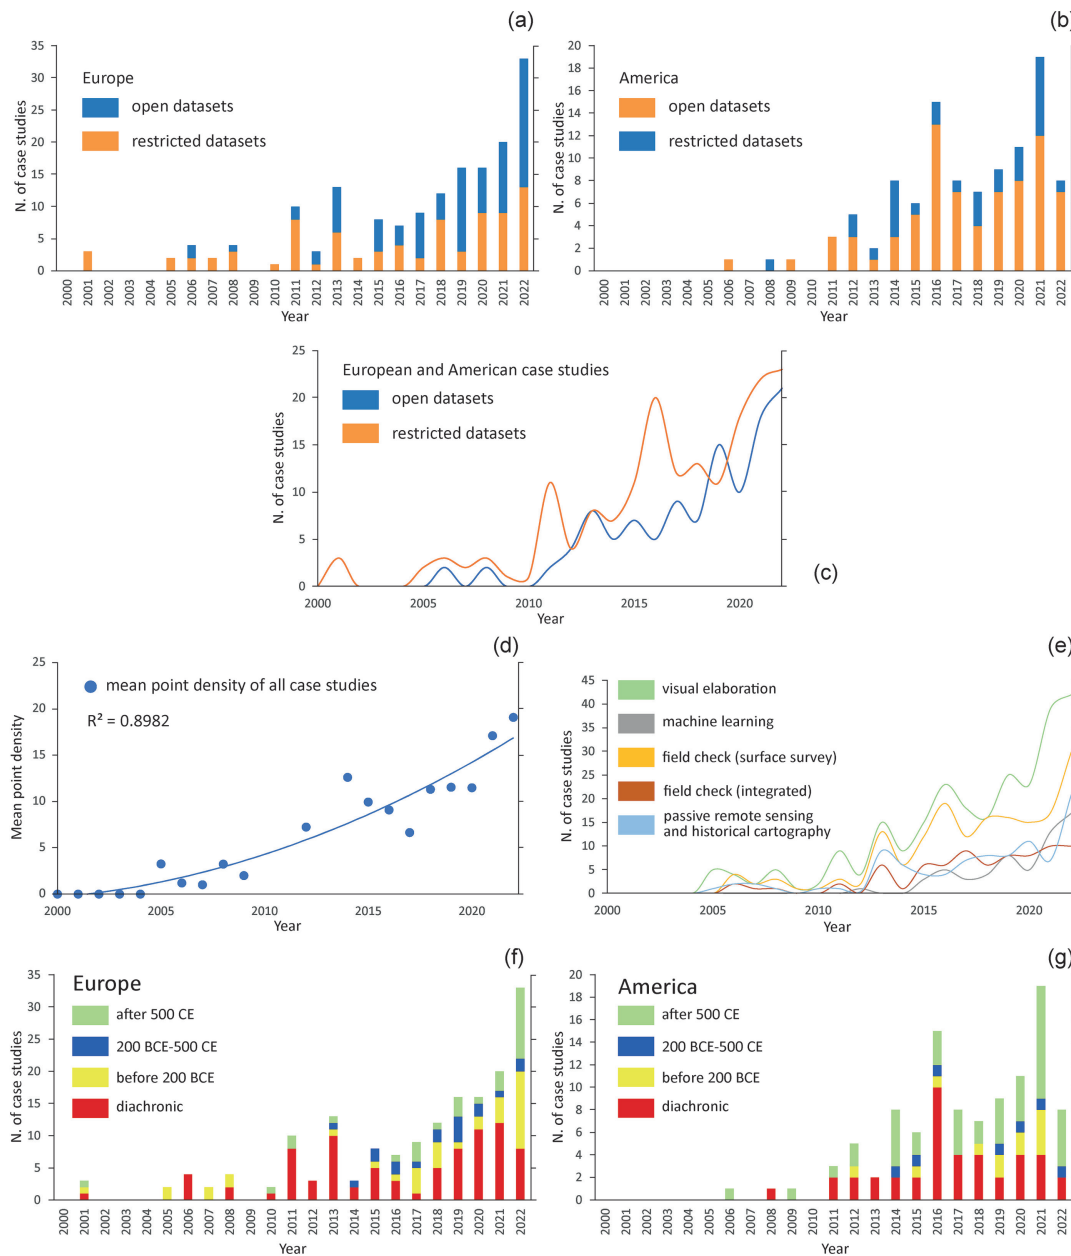 (a)
35
30
25
20
15
10
5
0
N. of case studies
Europe
open datasets
restricted datasets
2000 2001 2002 2003 2004 2005 2006 2007 2008 2009 2010 2011 2012 2013 2014 2015 2016 2017 2018 2019 2020 2021 2022
Year
(b)
20
18
16
14
12
10
8
6
4
2
0
N. of case studies
America
open datasets
restricted datasets
2000 2001 2002 2003 2004 2005 2006 2007 2008 2009 2010 2011 2012 2013 2014 2015 2016 2017 2018 2019 2020 2021 2022
Year
25
20
15
10
5
0
N. of case studies
European and American case studies
open datasets
restricted datasets
(c)
2000 2005 2010 2015 2020
Year
(d)
25
20
15
10
5
0
Mean point density
mean point density of all case studies
R² = 0.8982
2000 2005 2010 2015 2020
Year
(e)
45
40
35
30
25
20
15
10
5
0
N. of case studies
visual elaboration
machine learning
field check (surface survey)
field check (integrated)
passive remote sensing
and historical cartography
2000 2005 2010 2015 2020
Year
(f)
35
30
25
20
15
10
5
0
N. of case studies
Europe
after 500 CE
200 BCE-500 CE
before 200 BCE
diachronic
2000 2001 2002 2003 2004 2005 2006 2007 2008 2009 2010 2011 2012 2013 2014 2015 2016 2017 2018 2019 2020 2021 2022
Year
(g)
20
18
16
14
12
10
8
6
4
2
0
N. of case studies
America
after 500 CE
200 BCE-500 CE
before 200 BCE
diachronic
2000 2001 2002 2003 2004 2005 2006 2007 2008 2009 2010 2011 2012 2013 2014 2015 2016 2017 2018 2019 2020 2021 2022
Year